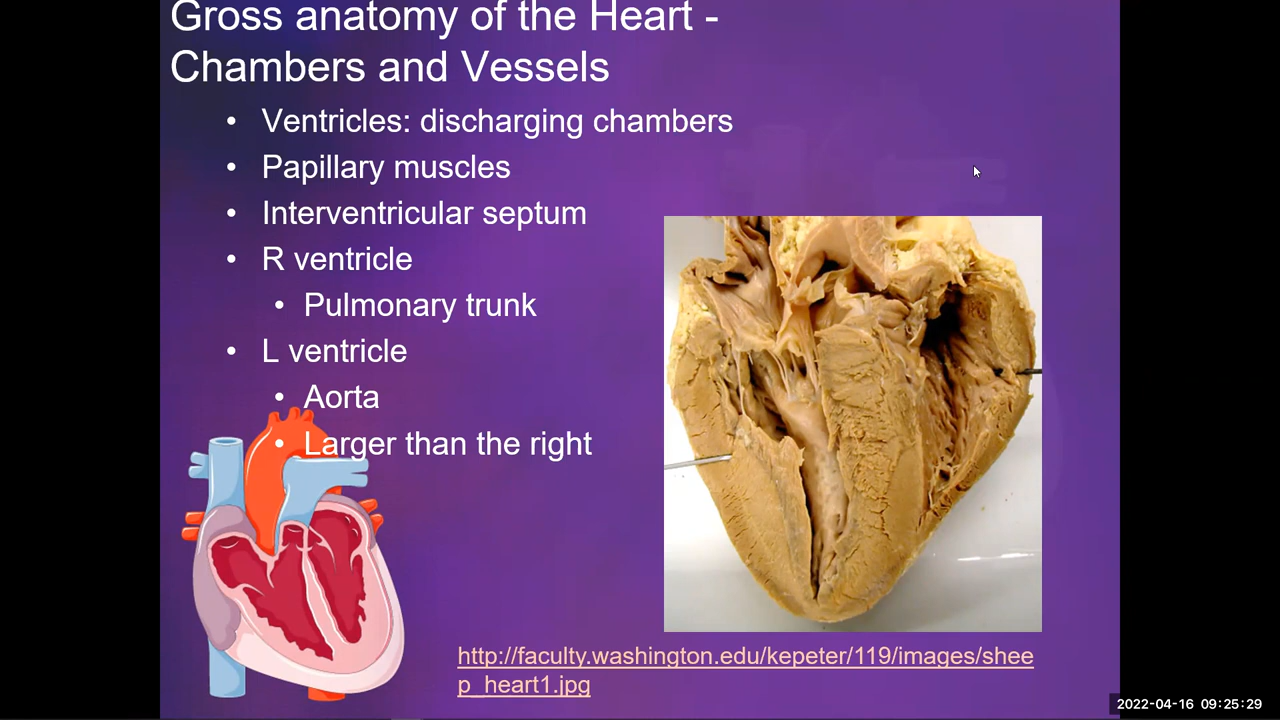 Gross anatomy of the Heart -
Chambers and Vessels
• Ventricles: discharging chambers
• Papillary muscles
• Interventricular septum
• R ventricle
• Pulmonary trunk
• L ventricle
• Aorta
• Larger than the right
http://faculty.washington.edu/kepeter/119/images/shee
p_heart1.jpg
2022-04-16 09:25:29